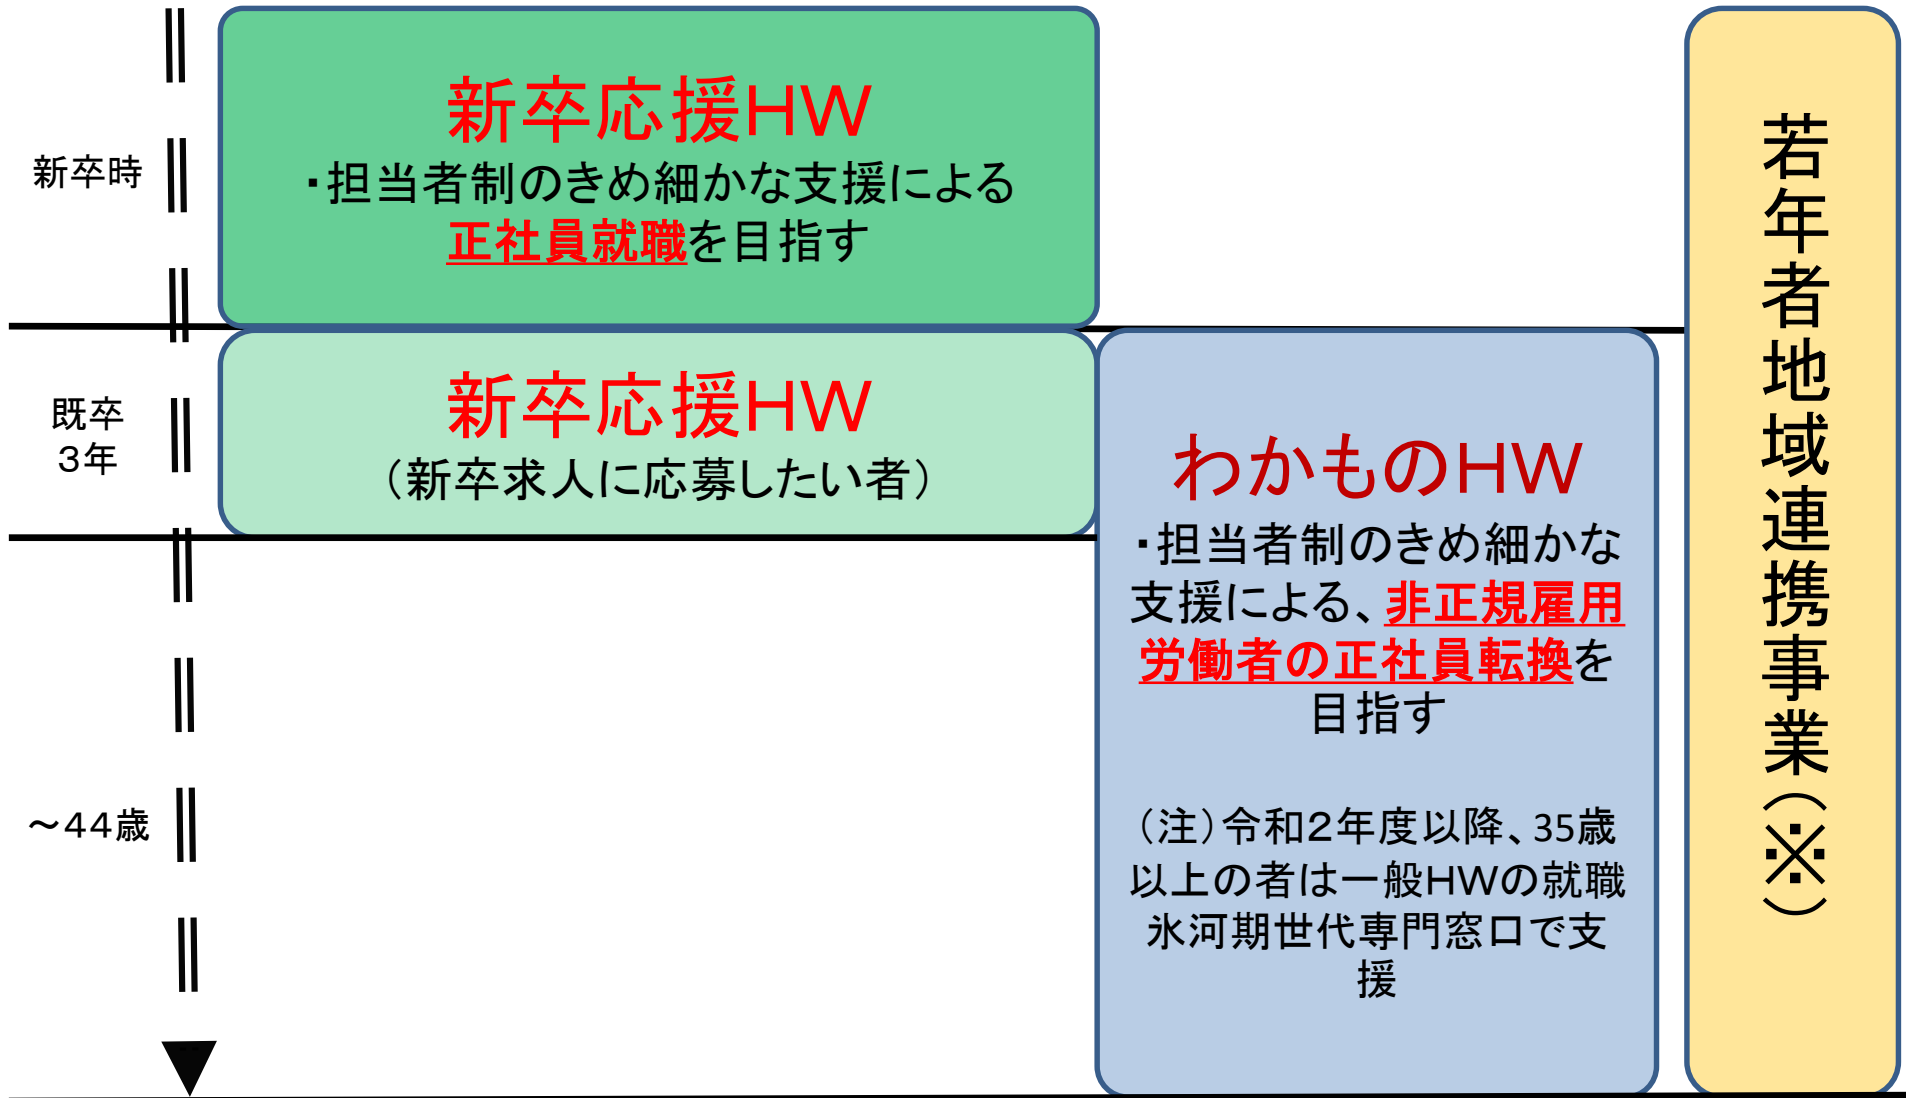 新卒時
新卒応援HW
・担当者制のきめ細かな支援による
正社員就職を目指す
既卒
3年
新卒応援HW
（新卒求人に応募したい者）
わかものHW
・担当者制のきめ細かな
支援による、非正規雇用
労働者の正社員転換を
目指す
（注）令和２年度以降、35歳
以上の者は一般HWの就職
氷河期世代専門窓口で支
援
～44歳
若年者地域連携事業（※）